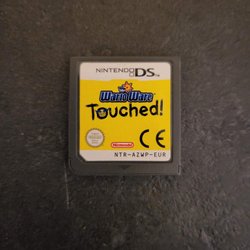 NINTENDO DS
WarioWare
Touched!
Nintendo
CE
NTR-AZWP-EUR